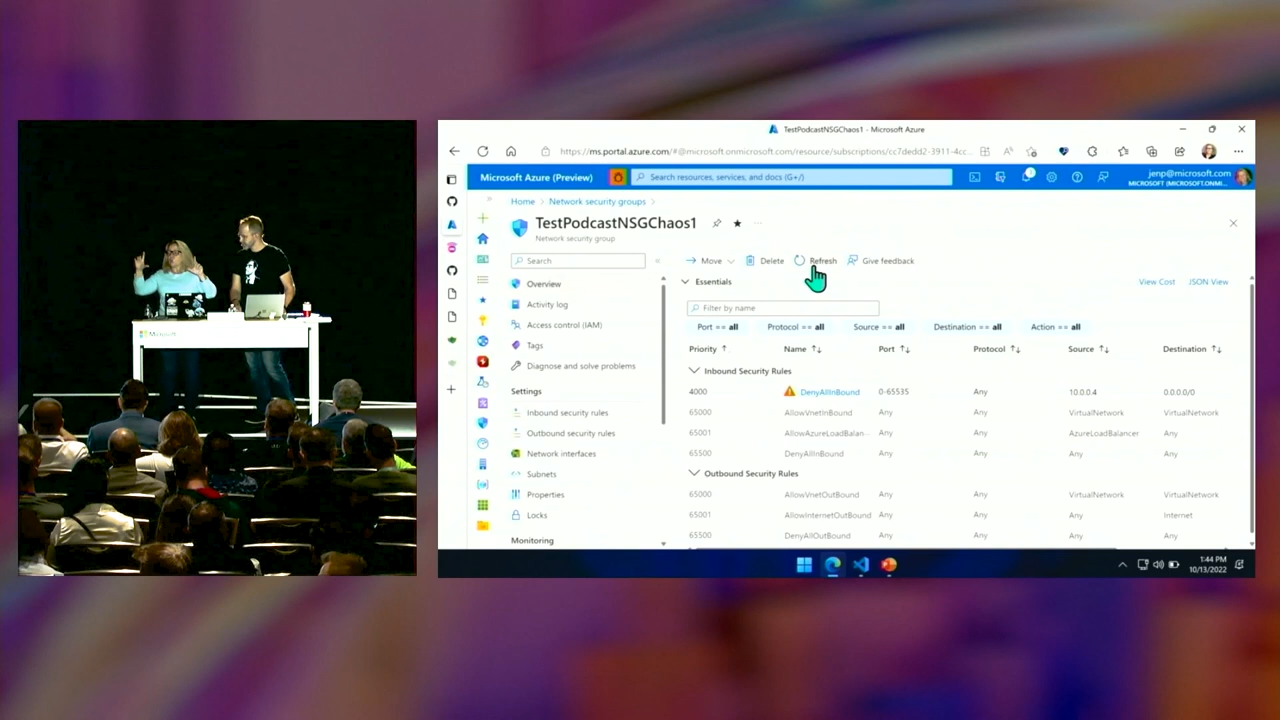 Microsoft
TestPodcastNSGChaos1 - Microsoft Azure
https://ms.portal.azure.com/#@microsoft.onmicrosoft.com/resource/subscriptions/cc7dedd2-3911-4cc...
Microsoft Azure (Preview)
Search resources, services, and docs (G+/)
1
jenp@microsoft.com
MICROSOFT (MICROSOFT.ONMI...
Home > Network security groups >
TestPodcastNSGChaos1
Network security group
Search
Move
Delete
Refresh
Give feedback
Overview
Activity log
Access control (IAM)
Tags
Diagnose and solve problems
Settings
Inbound security rules
Outbound security rules
Network interfaces
Subnets
Properties
Locks
Monitoring
Essentials
View Cost
JSON View
Filter by name
Port == all
Protocol == all
Source == all
Destination == all
Action == all
Priority ↑ Name ↑↓ Port ↑↓ Protocol ↑↓ Source ↑↓ Destination ↑↓
Inbound Security Rules
4000 DenyAllInBound 0-65535 Any 10.0.0.4 0.0.0.0/0
65000 AllowVnetInBound Any Any VirtualNetwork VirtualNetwork
65001 AllowAzureLoadBalan... Any Any AzureLoadBalancer Any
65500 DenyAllInBound Any Any Any Any
Outbound Security Rules
65000 AllowVnetOutBound Any Any VirtualNetwork VirtualNetwork
65001 AllowInternetOutBound Any Any Any Internet
65500 DenyAllOutBound Any Any Any Any
1:44 PM
10/13/2022